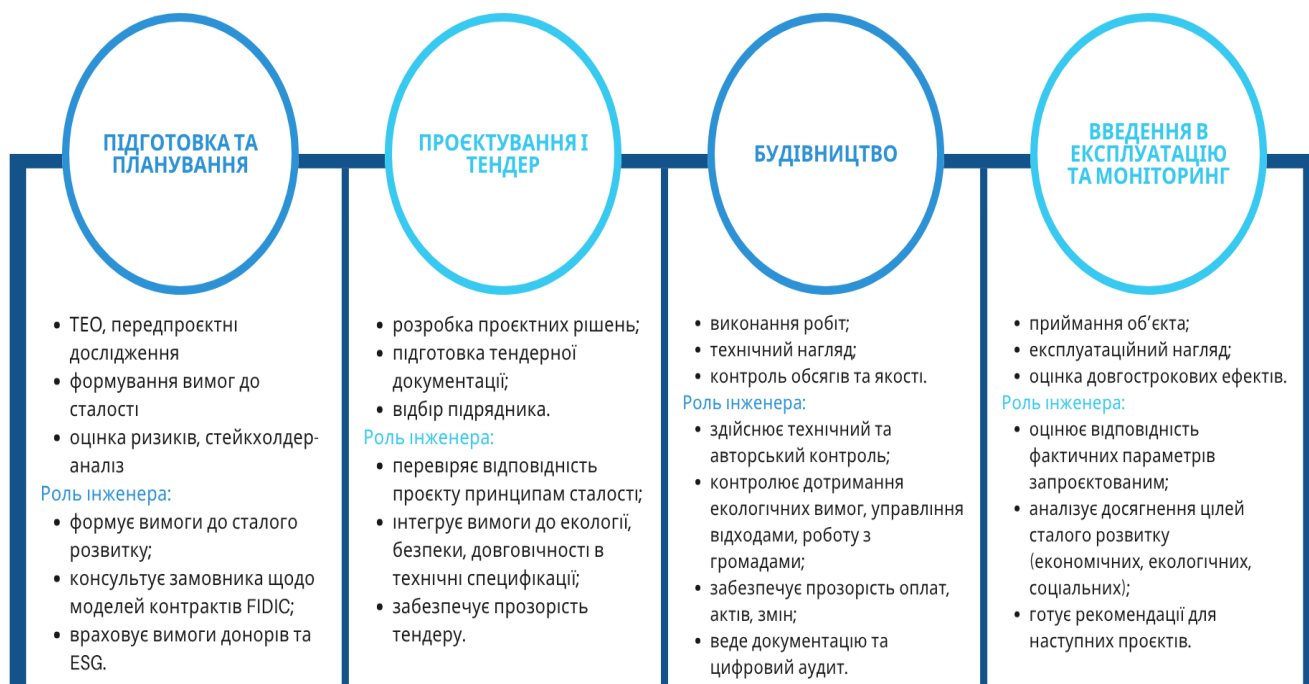 ПІДГОТОВКА ТА
ПЛАНУВАННЯ
• ТЕО, передпроєктні
дослідження
• формування вимог до
сталості
• оцінка ризиків, стейкхолдер-
аналіз
Роль інженера:
• формує вимоги до сталого
розвитку;
• консультує замовника щодо
моделей контрактів FIDIC;
• враховує вимоги донорів та
ESG.
ПРОЄКТУВАННЯ І
ТЕНДЕР
• розробка проєктних рішень;
• підготовка тендерної
документації;
• відбір підрядника.
Роль інженера:
• перевіряє відповідність
проєкту принципам сталості;
• інтегрує вимоги до екології,
безпеки, довговічності в
технічні специфікації;
• забезпечує прозорість
тендеру.
БУДІВНИЦТВО
• виконання робіт;
• технічний нагляд;
• контроль обсягів та якості.
Роль інженера:
• здійснює технічний та
авторський контроль;
• контролює дотримання
екологічних вимог, управління
відходами, роботу з
громадами;
• забезпечує прозорість оплат,
актів, змін;
• веде документацію та
цифровий аудит.
ВВЕДЕННЯ В
ЕКСПЛУАТАЦІЮ
ТА МОНІТОРИНГ
• приймання об’єкта;
• експлуатаційний нагляд;
• оцінка довгострокових ефектів.
Роль інженера:
• оцінює відповідність
фактичних параметрів
запроєктованим;
• аналізує досягнення цілей
сталого розвитку
(економічних, екологічних,
соціальних);
• готує рекомендації для
наступних проєктів.